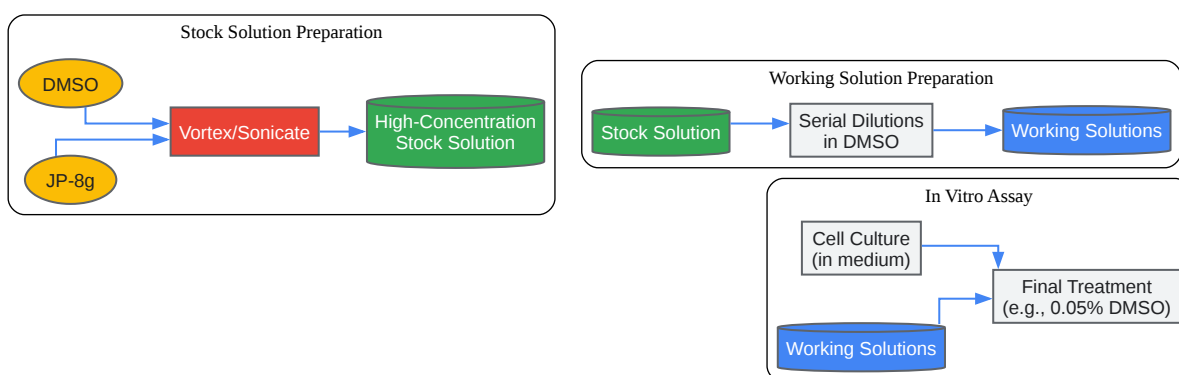 Stock Solution Preparation
DMSO
JP-8g
Vortex/Sonicate
High-Concentration
Stock Solution
Working Solution Preparation
Stock Solution
Serial Dilutions
in DMSO
Working Solutions
In Vitro Assay
Cell Culture
(in medium)
Working Solutions
Final Treatment
(e.g., 0.05% DMSO)